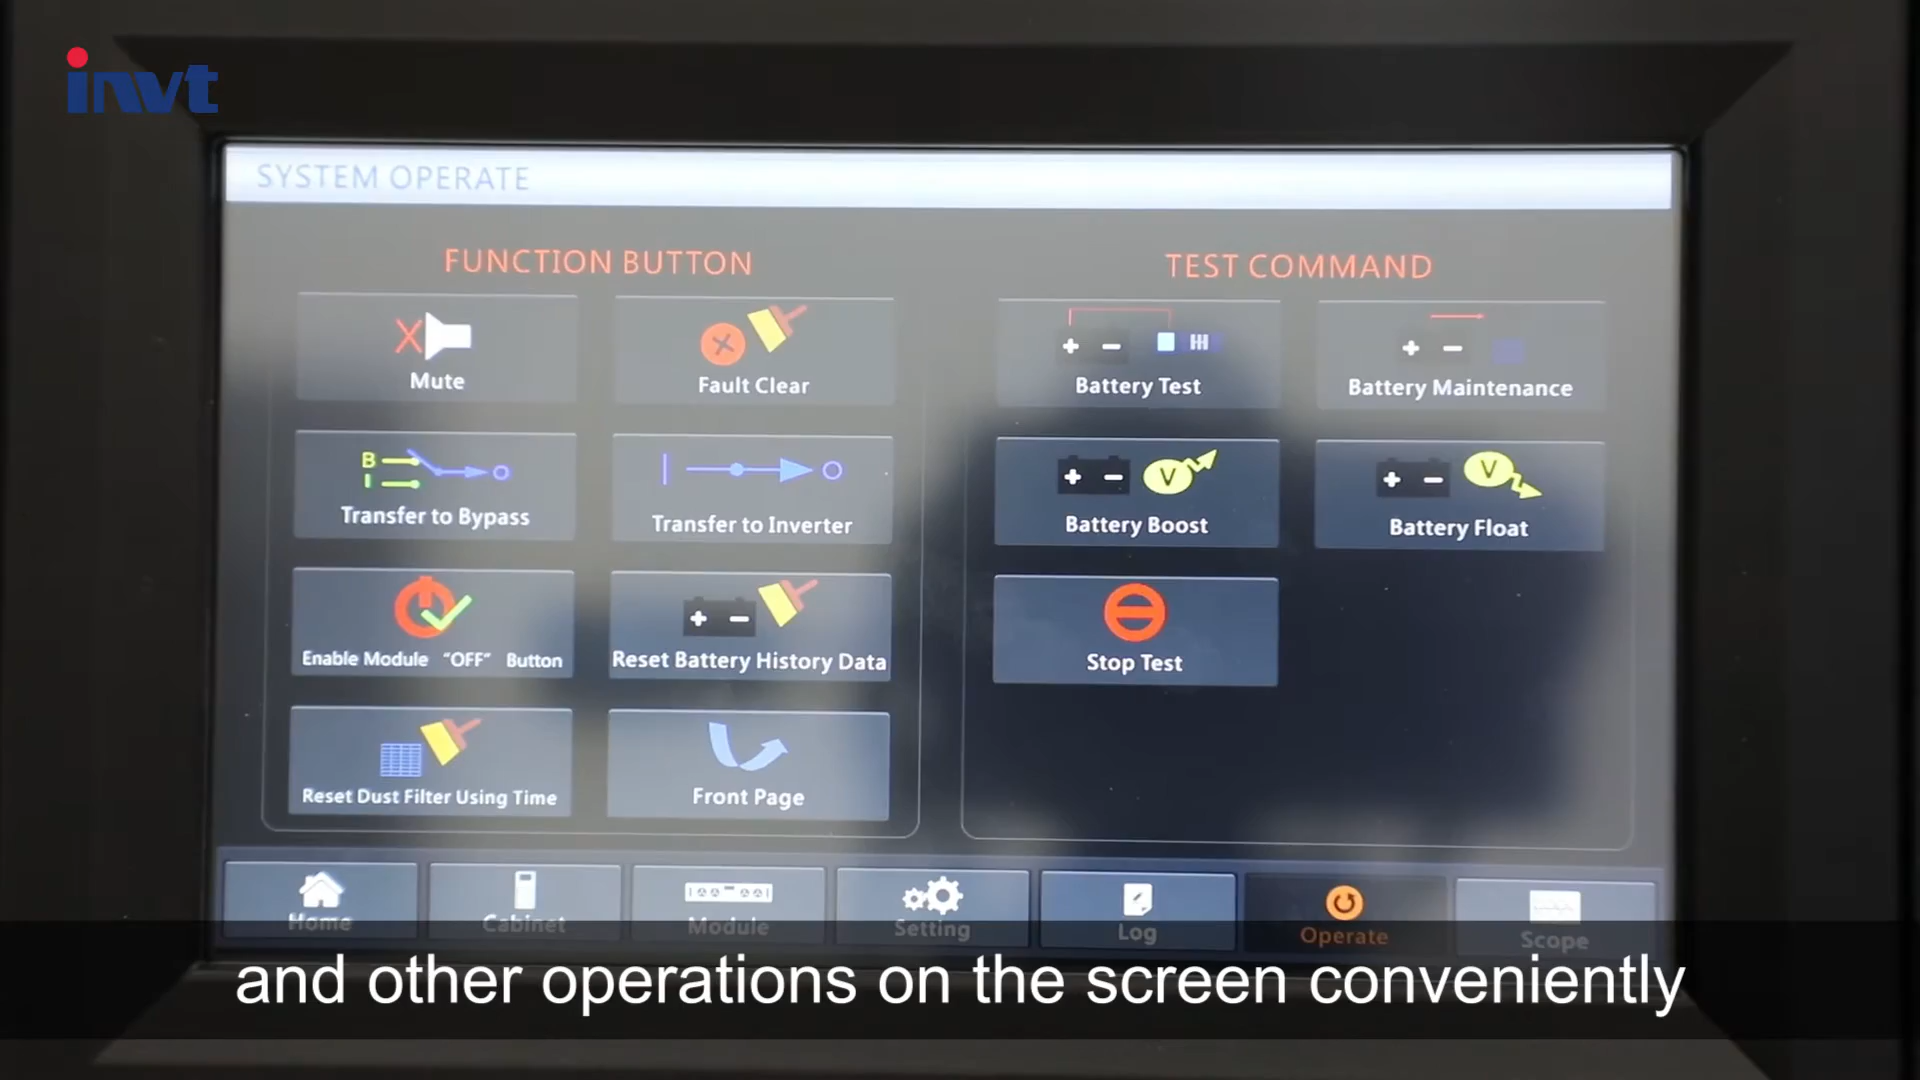 invt
SYSTEM OPERATE
FUNCTION BUTTON
Mute
Fault Clear
B
I
Transfer to Bypass
Transfer to Inverter
Enable Module "OFF" Button
Reset Battery History Data
Reset Dust Filter Using Time
Front Page
TEST COMMAND
+ −
Battery Test
+ −
Battery Maintenance
+ − V
Battery Boost
+ − V
Battery Float
Stop Test
Home
Cabinet
Module
Setting
Log
Operate
Scope
and other operations on the screen conveniently